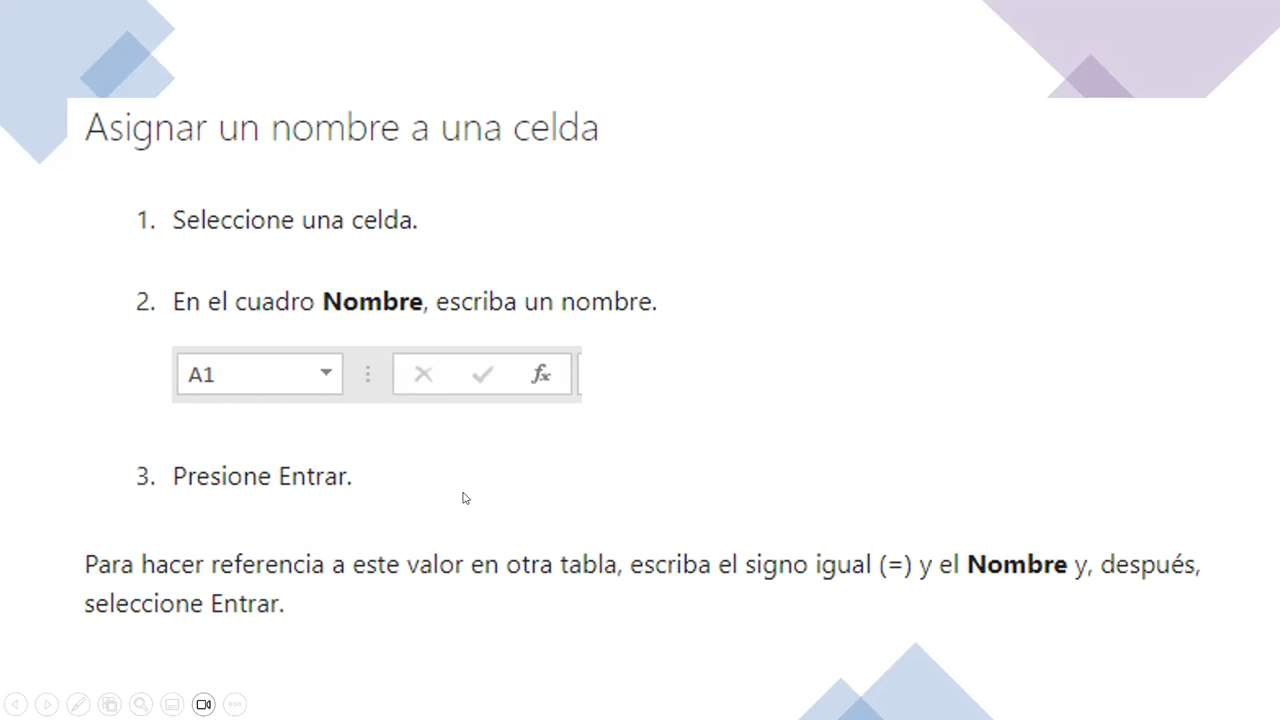 Asignar un nombre a una celda
1. Seleccione una celda.
2. En el cuadro Nombre, escriba un nombre.
A1 fx
3. Presione Entrar.
Para hacer referencia a este valor en otra tabla, escriba el signo igual (=) y el Nombre y, después,
seleccione Entrar.